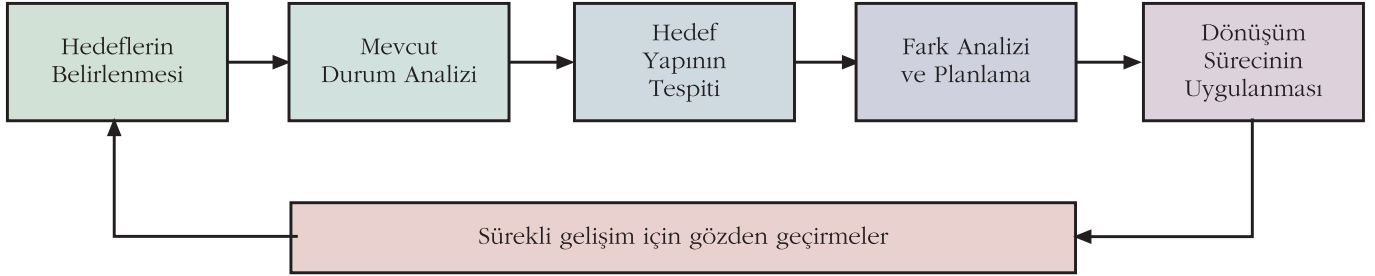 Hedeflerin
Belirlenmesi
Mevcut
Durum Analizi
Hedef
Yapının
Tespiti
Fark Analizi
ve Planlama
Dönüşüm
Sürecinin
Uygulanması
Sürekli gelişim için gözden geçirmeler